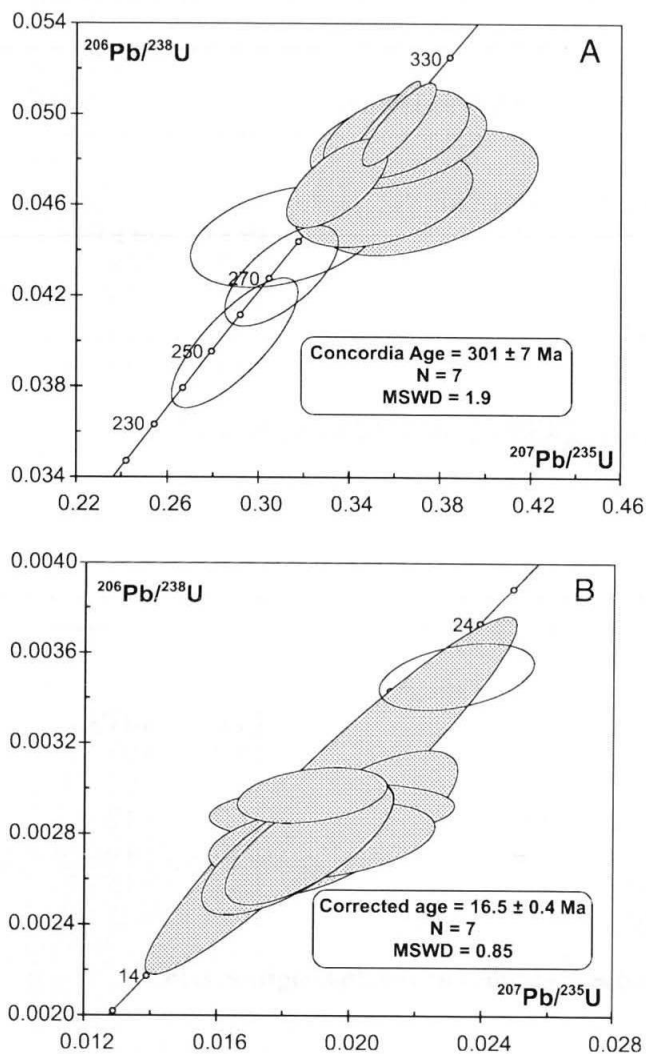 0.054
²⁰⁶Pb/²³⁸U
330
A
0.050
0.046
270
0.042
250
Concordia Age = 301 ± 7 Ma
N = 7
MSWD = 1.9
0.038
230
²⁰⁷Pb/²³⁵U
0.034
0.22 0.26 0.30 0.34 0.38 0.42 0.46
0.0040
²⁰⁶Pb/²³⁸U
B
24
0.0036
0.0032
0.0028
0.0024
Corrected age = 16.5 ± 0.4 Ma
N = 7
MSWD = 0.85
14
²⁰⁷Pb/²³⁵U
0.0020
0.012 0.016 0.020 0.024 0.028